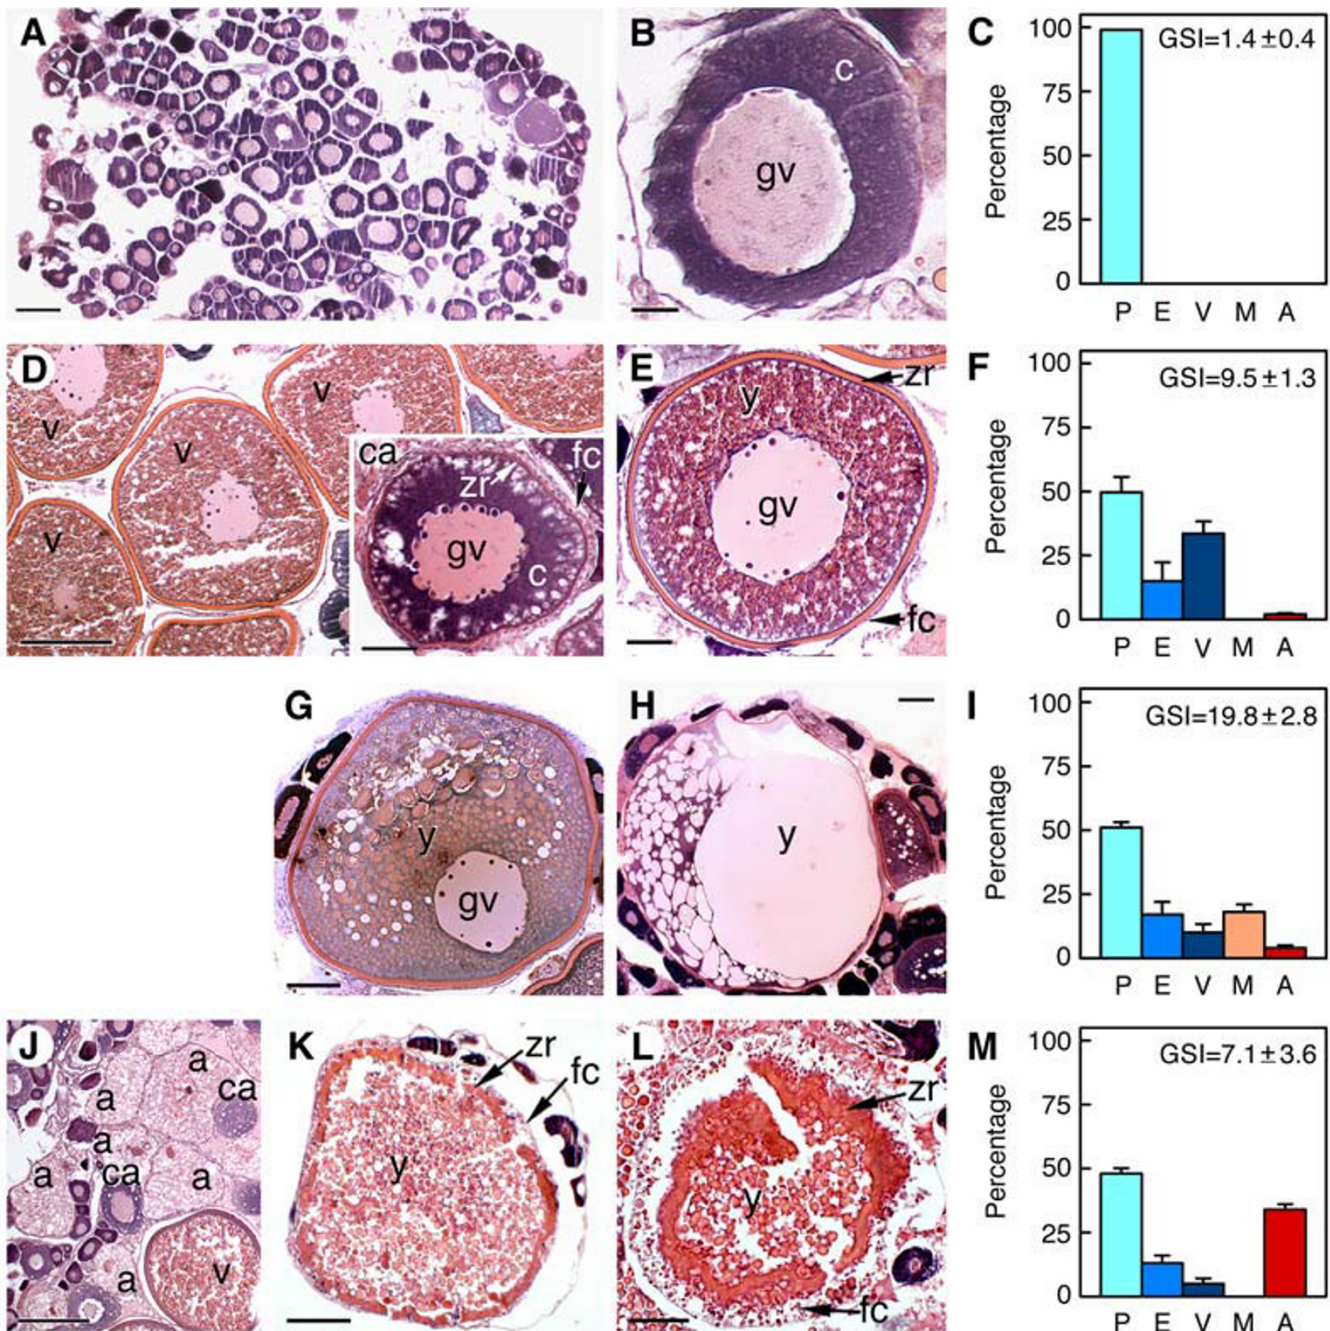 A
B
c
gv
C
GSI=1.4±0.4
Percentage
100
75
50
25
0
P E V M A
D
v
v
v
v
ca
zr
fc
gv
c
E
y
zr
gv
fc
F
GSI=9.5±1.3
Percentage
100
75
50
25
0
P E V M A
G
y
gv
H
y
I
GSI=19.8±2.8
Percentage
100
75
50
25
0
P E V M A
J
a
ca
a
a
a
ca
a
a
v
K
zr
fc
y
L
zr
y
fc
M
GSI=7.1±3.6
Percentage
100
75
50
25
0
P E V M A